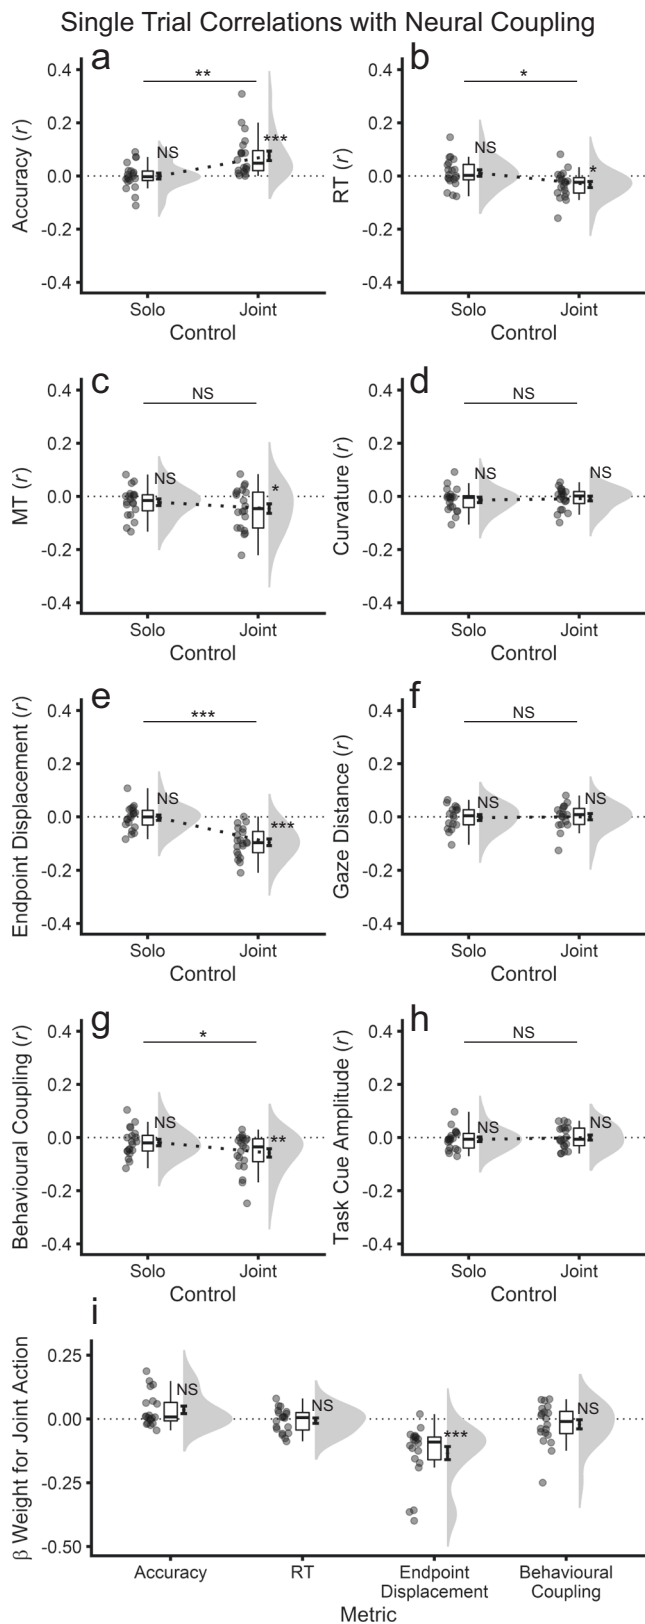 Single Trial Correlations with Neural Coupling
a
Accuracy (r)
0.4
0.2
0.0
-0.2
-0.4
**
NS
***
Solo
Joint
Control
b
RT (r)
0.4
0.2
0.0
-0.2
-0.4
*
NS
*
Solo
Joint
Control
c
MT (r)
0.4
0.2
0.0
-0.2
-0.4
NS
NS
*
Solo
Joint
Control
d
Curvature (r)
0.4
0.2
0.0
-0.2
-0.4
NS
NS
NS
Solo
Joint
Control
e
Endpoint Displacement (r)
0.4
0.2
0.0
-0.2
-0.4
***
NS
***
Solo
Joint
Control
f
Gaze Distance (r)
0.4
0.2
0.0
-0.2
-0.4
NS
NS
NS
Solo
Joint
Control
g
Behavioural Coupling (r)
0.4
0.2
0.0
-0.2
-0.4
*
NS
**
Solo
Joint
Control
h
Task Cue Amplitude (r)
0.4
0.2
0.0
-0.2
-0.4
NS
NS
NS
Solo
Joint
Control
i
β Weight for Joint Action
0.25
0.00
-0.25
-0.50
NS
NS
***
NS
Accuracy
RT
Endpoint
Displacement
Behavioural
Coupling
Metric